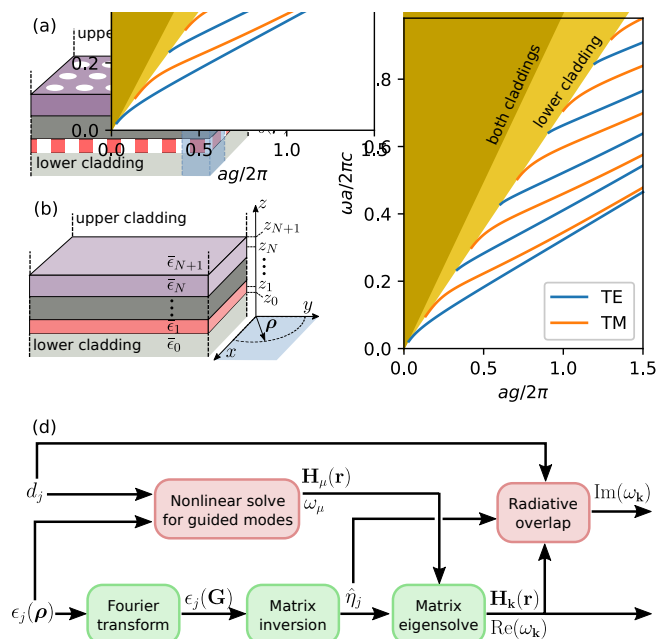 (a)
upp
0.2
0.0
lower cladding
0.0
0.5
1.0
1.5
ag/2π
(b)
upper cladding
z
z_{N+1}
z_N
z_1
z_0
ε̄_{N+1}
ε̄_N
ε̄_1
ε̄_0
lower cladding
x
y
ρ
ωa/2πc
0.8
0.6
0.4
0.2
0.0
both claddings
lower cladding
TE
TM
0.0
0.5
1.0
1.5
ag/2π
(d)
d_j
Nonlinear solve
for guided modes
H_μ(r)
ω_μ
Radiative
overlap
Im(ω_k)
ϵ_j(ρ)
Fourier
transform
ϵ_j(G)
Matrix
inversion
η̂_j
Matrix
eigensolve
H_k(r)
Re(ω_k)